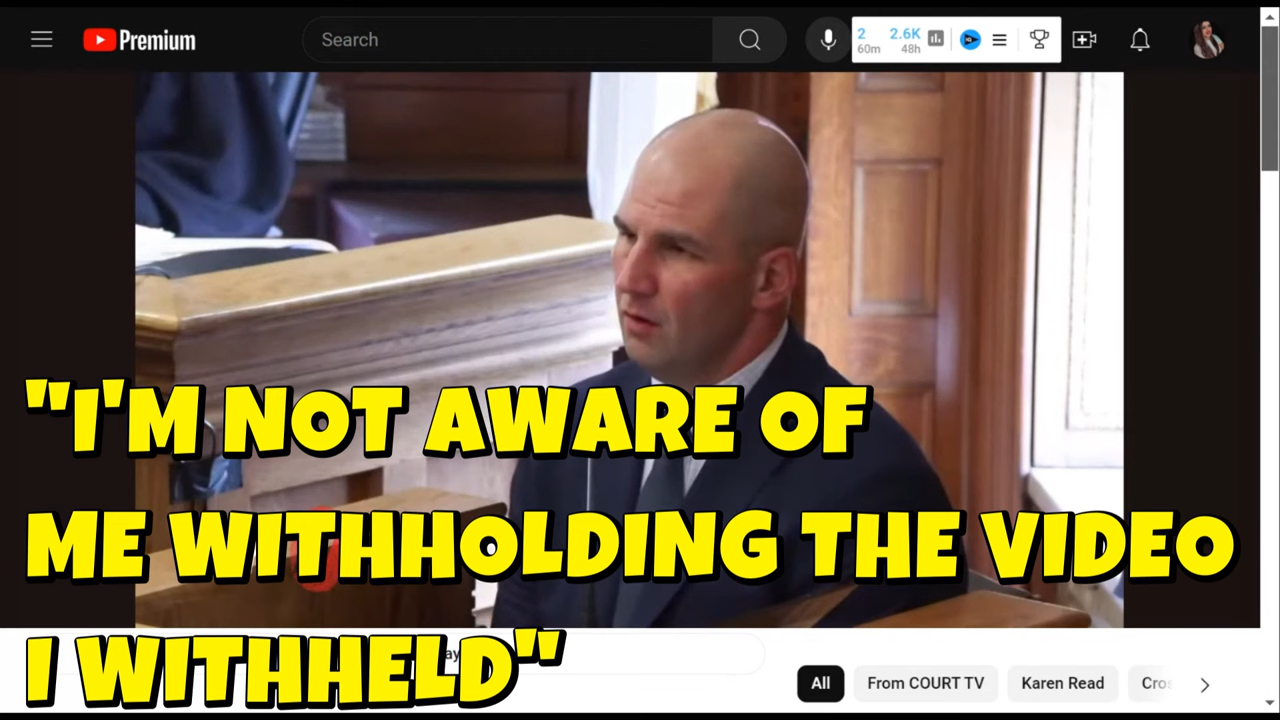 Premium
Search
2 2.6K
60m 48h
"I'M NOT AWARE OF
ME WITHHOLDING THE VIDEO
I WITHHELD"
All From COURT TV Karen Read